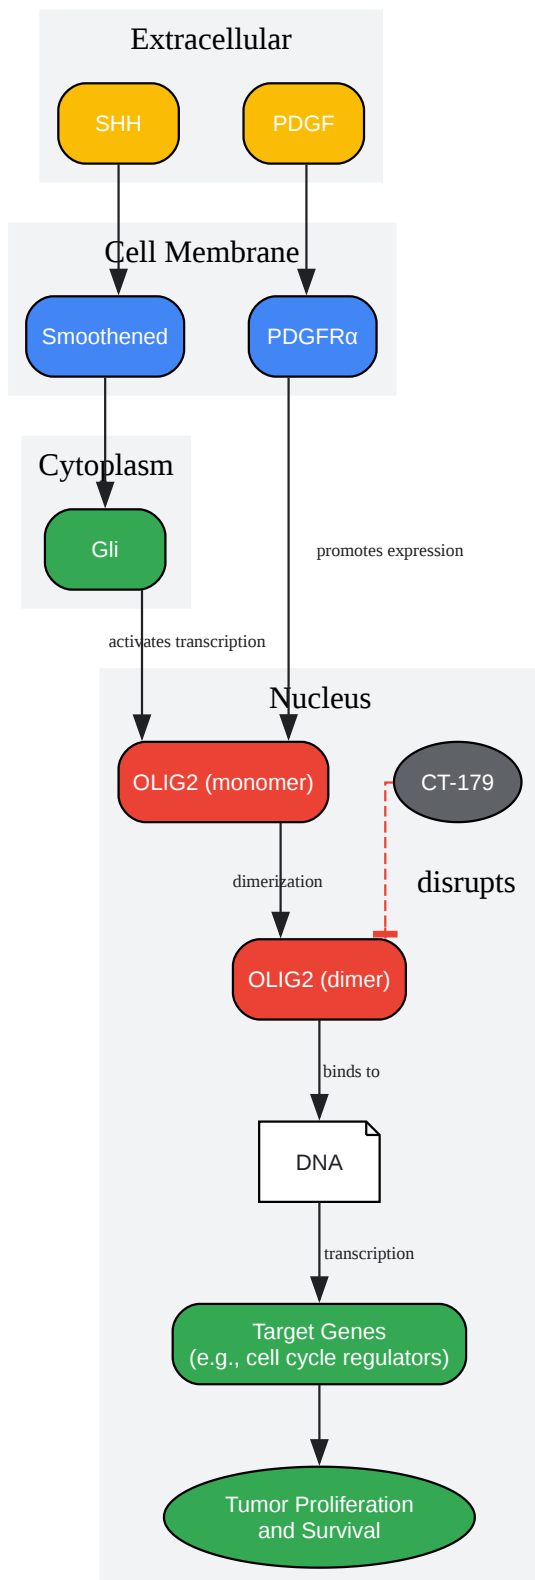 Extracellular
SHH
PDGF
Cell Membrane
Smoothened
PDGFRα
Cytoplasm
Gli
promotes expression
activates transcription
Nucleus
OLIG2 (monomer)
CT-179
dimerization
disrupts
OLIG2 (dimer)
binds to
DNA
transcription
Target Genes
(e.g., cell cycle regulators)
Tumor Proliferation
and Survival